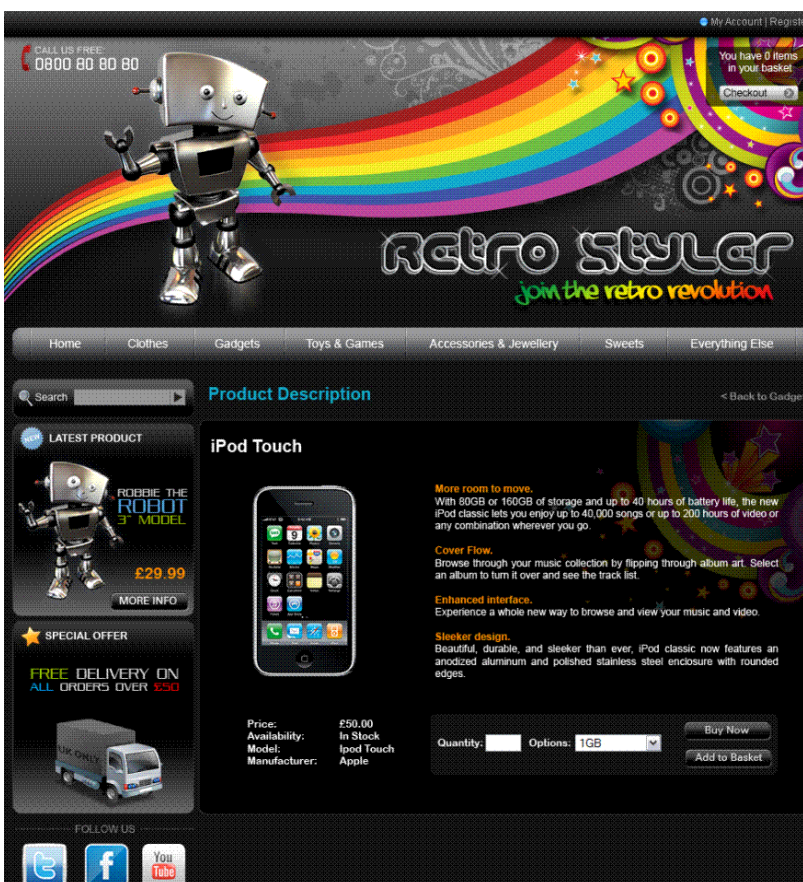 My Account | Registe
CALL US FREE:
0800 80 80 80
You have 0 items
in your basket
Checkout
Retro Styler
join the retro revolution
Home Clothes Gadgets Toys & Games Accessories & Jewellery Sweets Everything Else
Search
Product Description
< Back to Gadge
NEW
LATEST PRODUCT
ROBBIE THE
ROBOT
3" MODEL
£29.99
MORE INFO
SPECIAL OFFER
FREE DELIVERY ON
ALL ORDERS OVER £50
UK ONLY
FOLLOW US
You
Tube
iPod Touch
More room to move.
With 80GB or 160GB of storage and up to 40 hours of battery life, the new
iPod classic lets you enjoy up to 40,000 songs or up to 200 hours of video or
any combination wherever you go.
Cover Flow.
Browse through your music collection by flipping through album art. Select
an album to turn it over and see the track list.
Enhanced interface.
Experience a whole new way to browse and view your music and video.
Sleeker design.
Beautiful, durable, and sleeker than ever, iPod classic now features an
anodized aluminum and polished stainless steel enclosure with rounded
edges.
Price: £50.00
Availability: In Stock
Model: Ipod Touch
Manufacturer: Apple
Quantity: Options: 1GB
Buy Now
Add to Basket